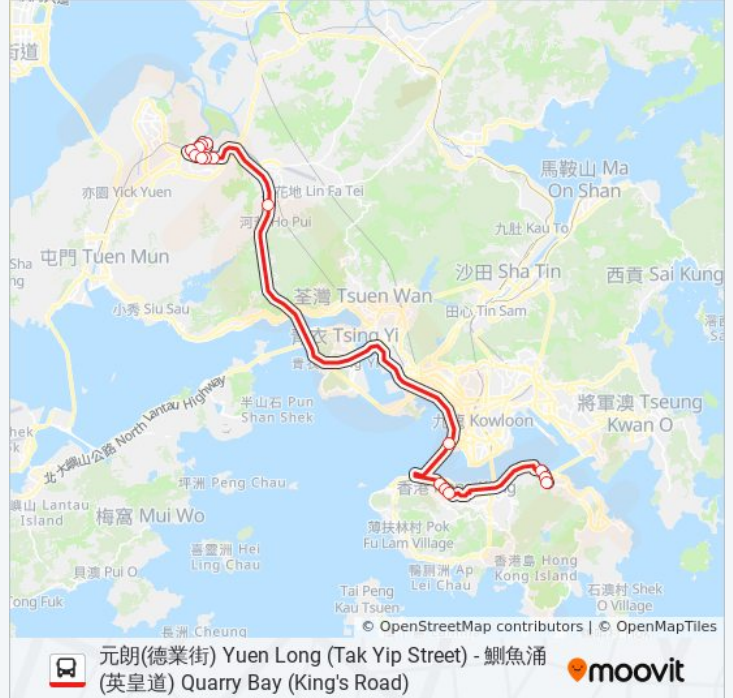 街道
亦園 Yick Yuen
花地 Lin Fa Tei
Ho Pui
馬鞍山 Ma
On Shan
九肚 Kau To
屯門 Tuen Mun
沙田 Sha Tin
西貢 Sai Kung
Sha
小秀 Siu Sau
荃灣 Tsuen Wan
田心 Tin Sam
青衣 Tsing Yi
半山石 Pun
Shan Shek
北大嶼山公路 North Lantau Highway
九龍 Kowloon
將軍澳 Tseung
Kwan O
坪洲 Peng Chau
Lantau
Island
梅窩 Mui Wo
香港
薄扶林村 Pok
Fu Lam Village
喜靈洲 Hei
Ling Chau
香港島 Hong
Kong Island
貝澳 Pui O
鴨脷洲 Ap
Lei Chau
石澳村 Shek
O Village
Tong Fuk
Tai Peng
Kau Tsuen
長洲 Cheung
© OpenStreetMap contributors | © OpenMapTiles
元朗(德業街) Yuen Long (Tak Yip Street) - 鰂魚涌
(英皇道) Quarry Bay (King's Road)
moovit